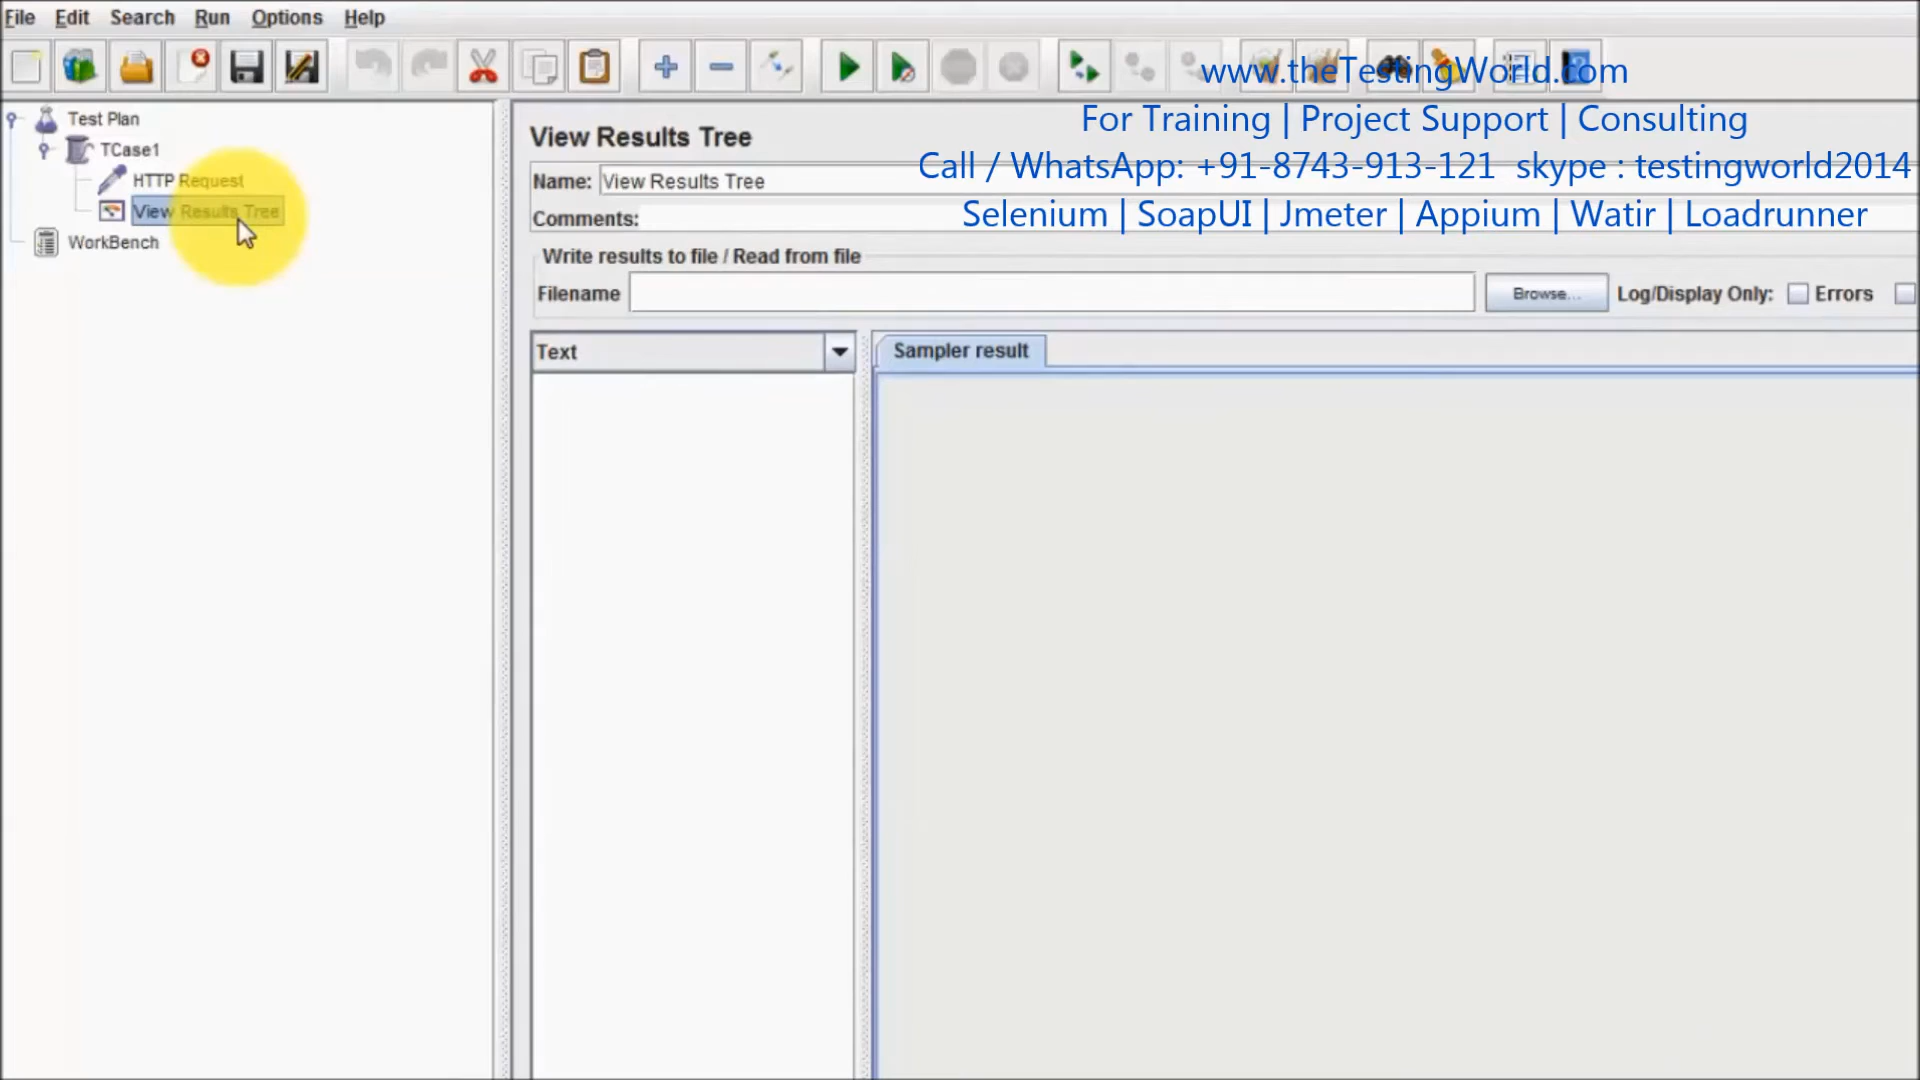 File Edit Search Run Options Help
www.theTestingWorld.com
For Training | Project Support | Consulting
Call / WhatsApp: +91-8743-913-121 skype : testingworld2014
Selenium | SoapUI | Jmeter | Appium | Watir | Loadrunner
Test Plan
TCase1
HTTP Request
View Results Tree
WorkBench
View Results Tree
Name: View Results Tree
Comments:
Write results to file / Read from file
Filename
Browse...
Log/Display Only:
Errors
Text
Sampler result